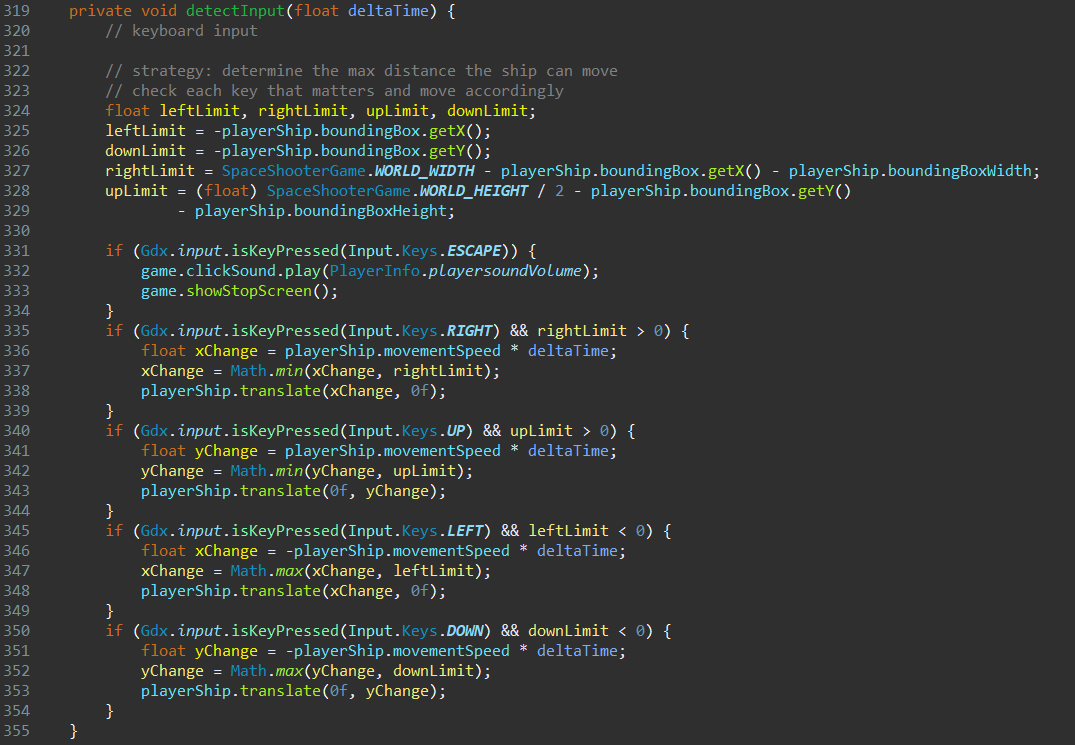 319 private void detectInput(float deltaTime) {
320 // keyboard input
321
322 // strategy: determine the max distance the ship can move
323 // check each key that matters and move accordingly
324 float leftLimit, rightLimit, upLimit, downLimit;
325 leftLimit = -playerShip.boundingBox.getX();
326 downLimit = -playerShip.boundingBox.getY();
327 rightLimit = SpaceShooterGame.WORLD_WIDTH - playerShip.boundingBox.getX() - playerShip.boundingBoxWidth;
328 upLimit = (float) SpaceShooterGame.WORLD_HEIGHT / 2 - playerShip.boundingBox.getY()
329 - playerShip.boundingBoxHeight;
330
331 if (Gdx.input.isKeyPressed(Input.Keys.ESCAPE)) {
332 game.clickSound.play(PlayerInfo.playersoundVolume);
333 game.showStopScreen();
334 }
335 if (Gdx.input.isKeyPressed(Input.Keys.RIGHT) && rightLimit > 0) {
336 float xChange = playerShip.movementSpeed * deltaTime;
337 xChange = Math.min(xChange, rightLimit);
338 playerShip.translate(xChange, 0f);
339 }
340 if (Gdx.input.isKeyPressed(Input.Keys.UP) && upLimit > 0) {
341 float yChange = playerShip.movementSpeed * deltaTime;
342 yChange = Math.min(yChange, upLimit);
343 playerShip.translate(0f, yChange);
344 }
345 if (Gdx.input.isKeyPressed(Input.Keys.LEFT) && leftLimit < 0) {
346 float xChange = -playerShip.movementSpeed * deltaTime;
347 xChange = Math.max(xChange, leftLimit);
348 playerShip.translate(xChange, 0f);
349 }
350 if (Gdx.input.isKeyPressed(Input.Keys.DOWN) && downLimit < 0) {
351 float yChange = -playerShip.movementSpeed * deltaTime;
352 yChange = Math.max(yChange, downLimit);
353 playerShip.translate(0f, yChange);
354 }
355 }